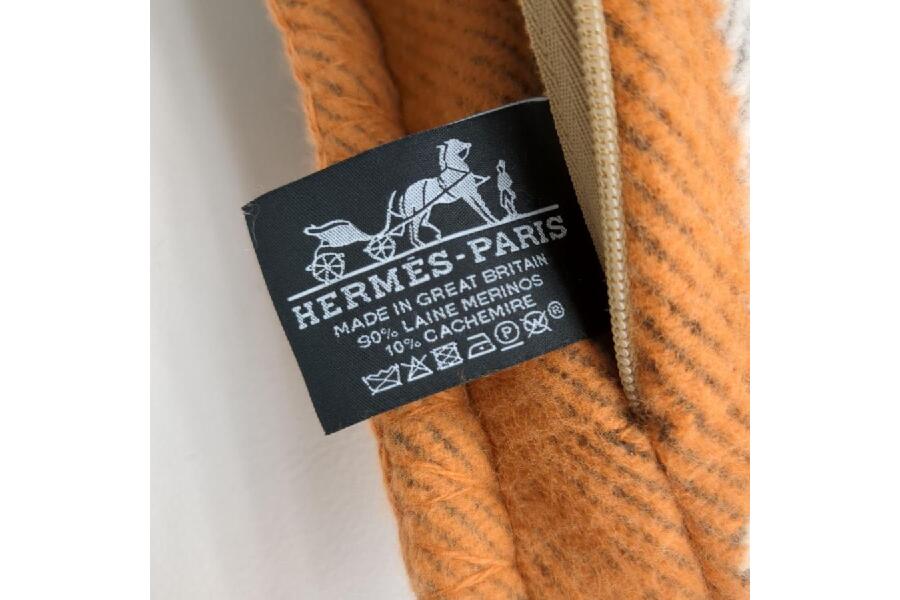 HERMÈS-PARIS
MADE IN GREAT BRITAIN
90% LAINE MERINOS
10% CACHEMIRE
P ®